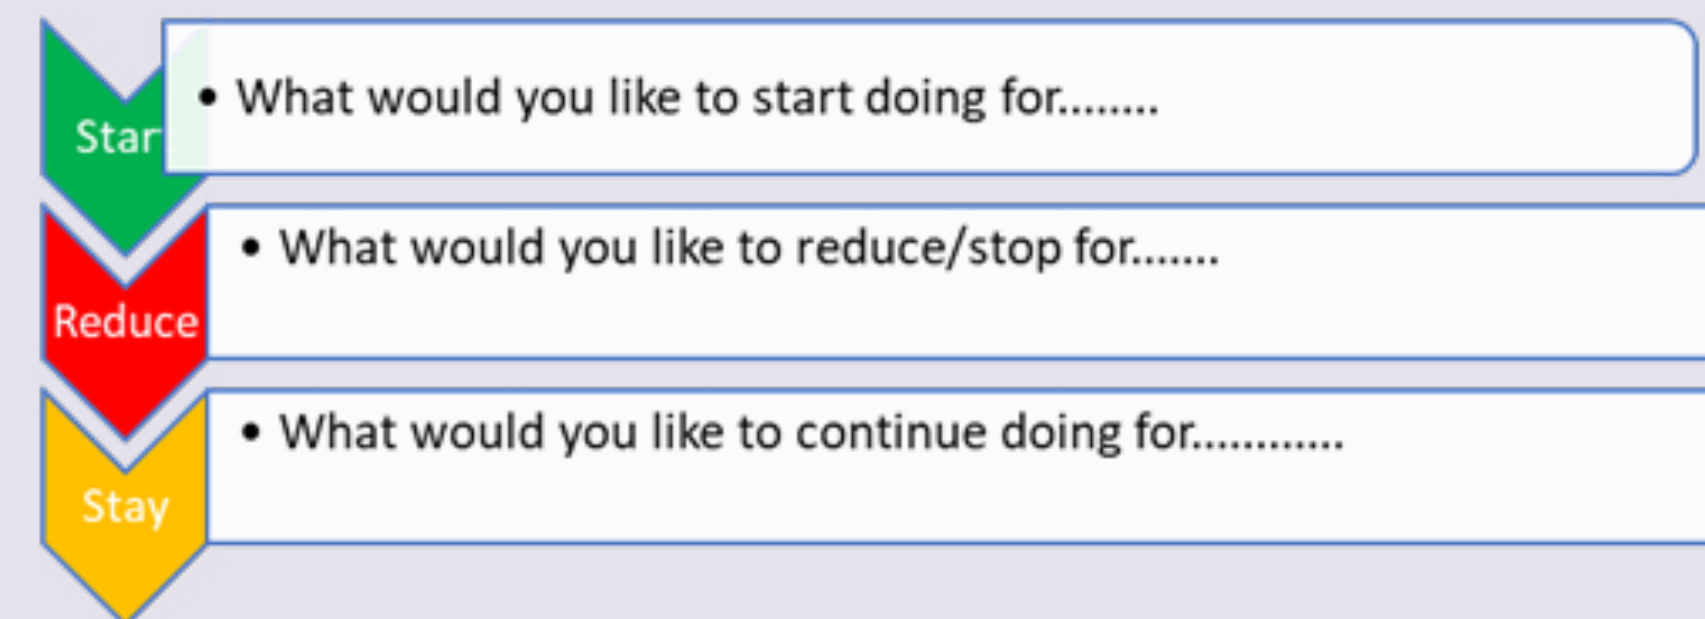 Star
• What would you like to start doing for........
Reduce
• What would you like to reduce/stop for.......
Stay
• What would you like to continue doing for............